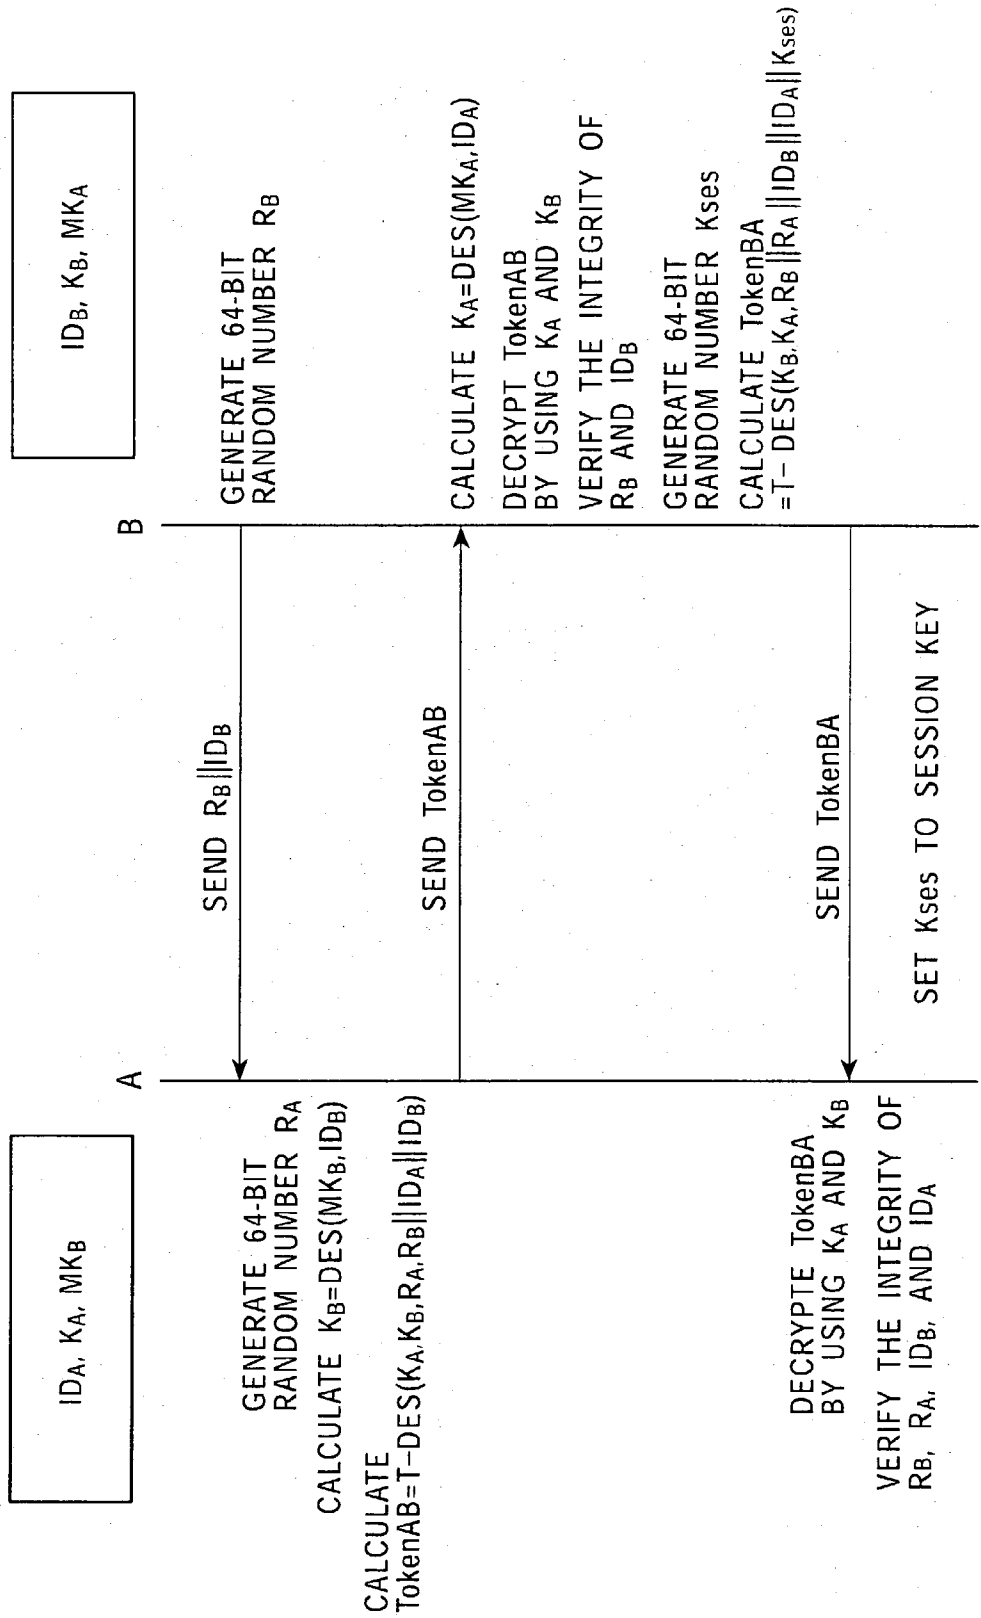 IDA, KA, MKB
IDB, KB, MKA
A
B
GENERATE 64-BIT
RANDOM NUMBER RB
SEND RB||IDB
GENERATE 64-BIT
RANDOM NUMBER RA
CALCULATE KB=DES(MKB,IDB)
CALCULATE
TokenAB=T-DES(KA,KB,RA,RB||IDA||IDB)
SEND TokenAB
CALCULATE KA=DES(MKA,IDA)
DECRYPT TokenAB
BY USING KA AND KB
VERIFY THE INTEGRITY OF
RB AND IDB
GENERATE 64-BIT
RANDOM NUMBER Kses
CALCULATE TokenBA
=T-DES(KB,KA,RB||RA||IDB||IDA||Kses)
SEND TokenBA
DECRYPTE TokenBA
BY USING KA AND KB
VERIFY THE INTEGRITY OF
RB, RA, IDB, AND IDA
SET Kses TO SESSION KEY